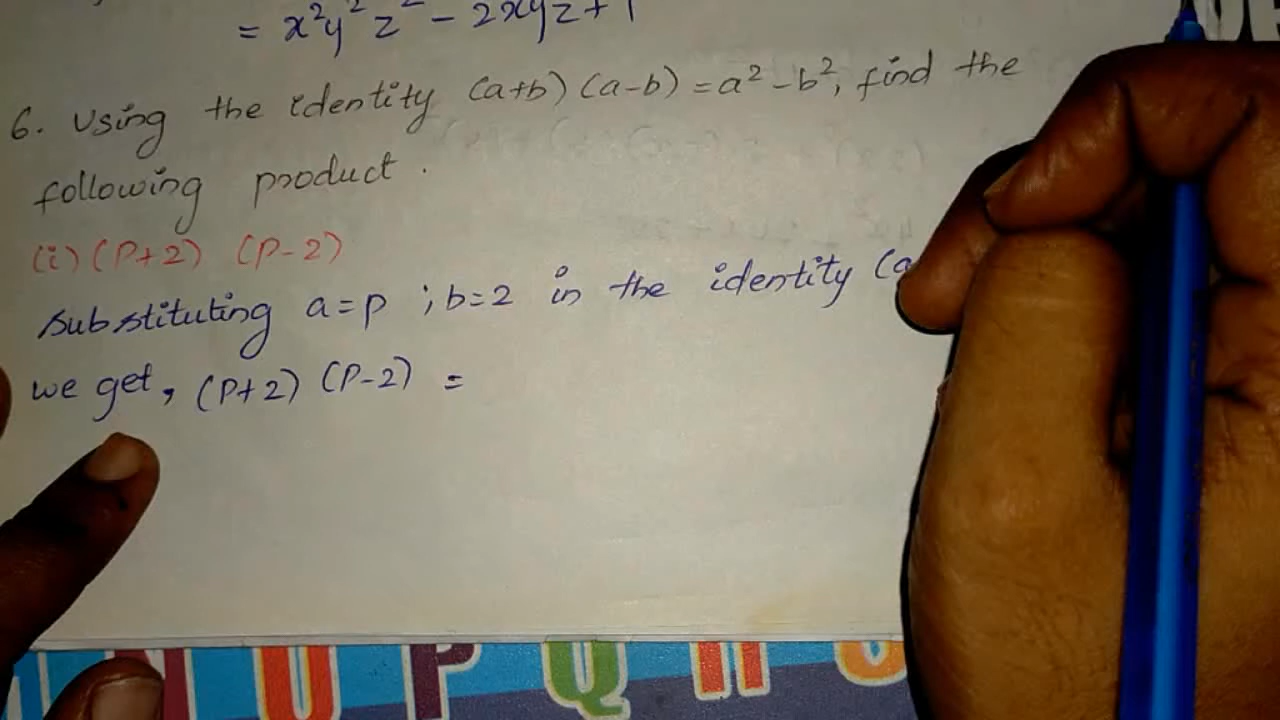 = x²y²z² - 2xyz + 1
6. Using the identity (a+b) (a-b) = a² - b², find the
following product.
(i) (P+2) (P-2)
Substituting a=p ; b=2 in the identity (a
we get, (P+2) (P-2) =
U P Q